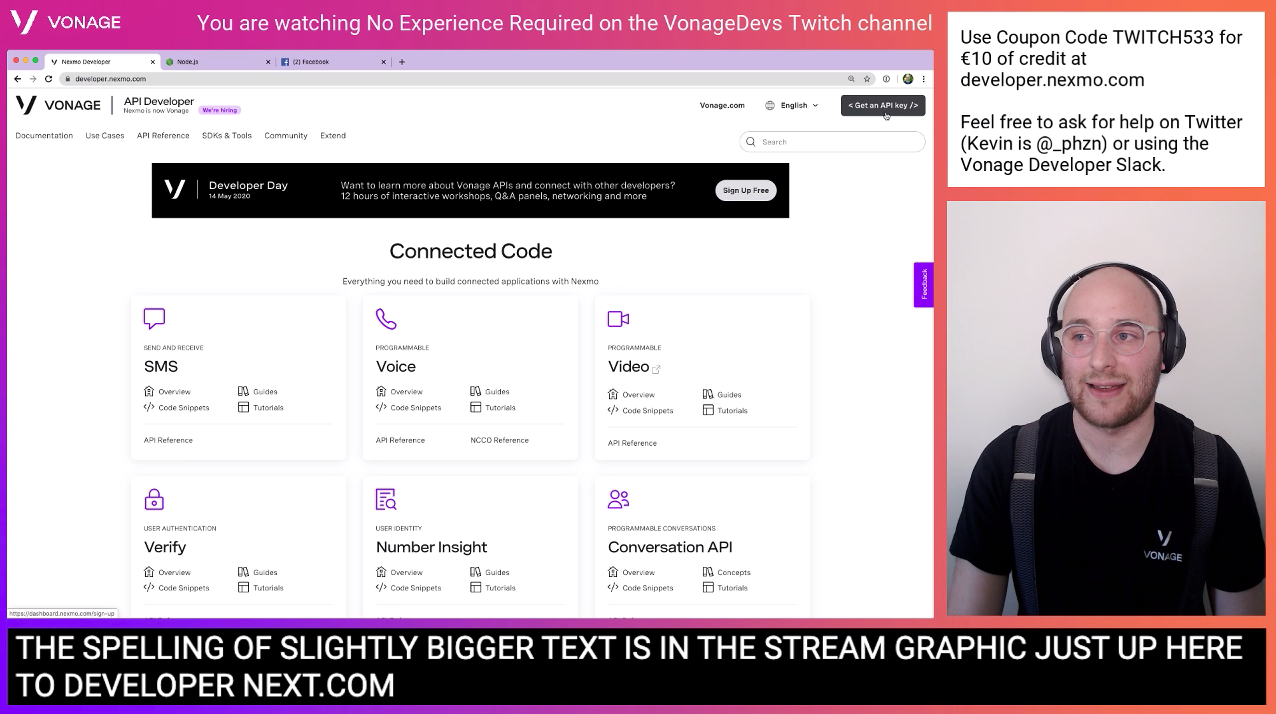 VONAGE
You are watching No Experience Required on the VonageDevs Twitch channel
Use Coupon Code TWITCH533 for
€10 of credit at
developer.nexmo.com
Feel free to ask for help on Twitter
(Kevin is @_phzn) or using the
Vonage Developer Slack.
Nexmo Developer
Node.js
(2) Facebook
developer.nexmo.com
VONAGE
API Developer
Nexmo is now Vonage
We're hiring
Vonage.com
English
< Get an API key />
Documentation Use Cases API Reference SDKs & Tools Community Extend
Search
Developer Day
14 May 2020
Want to learn more about Vonage APIs and connect with other developers?
12 hours of interactive workshops, Q&A panels, networking and more
Sign Up Free
Connected Code
Everything you need to build connected applications with Nexmo
Feedback
SEND AND RECEIVE
SMS
Overview Guides
Code Snippets Tutorials
API Reference
PROGRAMMABLE
Voice
Overview Guides
Code Snippets Tutorials
API Reference NCCO Reference
PROGRAMMABLE
Video
Overview Guides
Code Snippets Tutorials
API Reference
USER AUTHENTICATION
Verify
Overview Guides
Code Snippets Tutorials
USER IDENTITY
Number Insight
Overview Guides
Code Snippets Tutorials
PROGRAMMABLE CONVERSATIONS
Conversation API
Overview Concepts
Code Snippets Tutorials
https://dashboard.nexmo.com/sign-up
VONAGE
THE SPELLING OF SLIGHTLY BIGGER TEXT IS IN THE STREAM GRAPHIC JUST UP HERE
TO DEVELOPER NEXT.COM